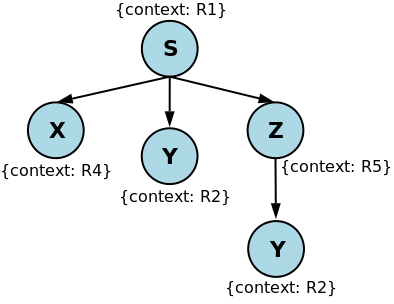 {context: R1}
S
X
Y
Z
{context: R4}
{context: R2}
{context: R5}
Y
{context: R2}